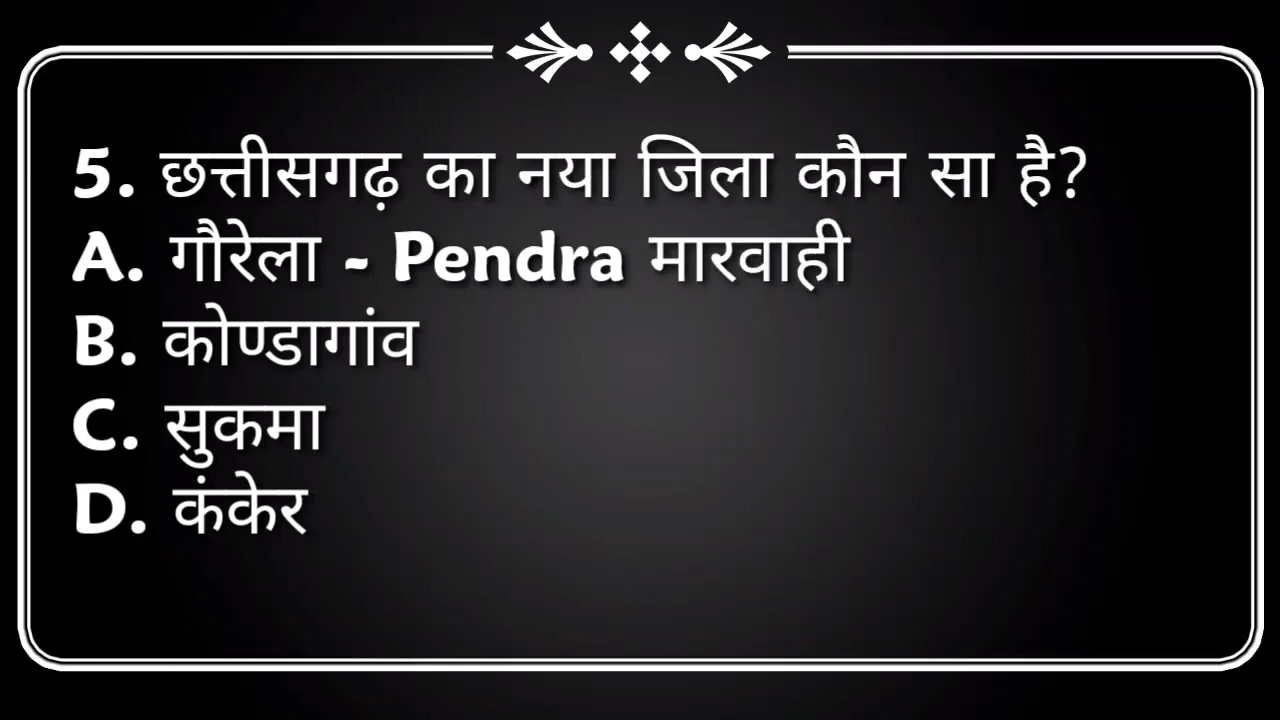 5. छत्तीसगढ़ का नया जिला कौन सा है?
A. गौरेला - Pendra मारवाही
B. कोण्डागांव
C. सुकमा
D. कंकेर